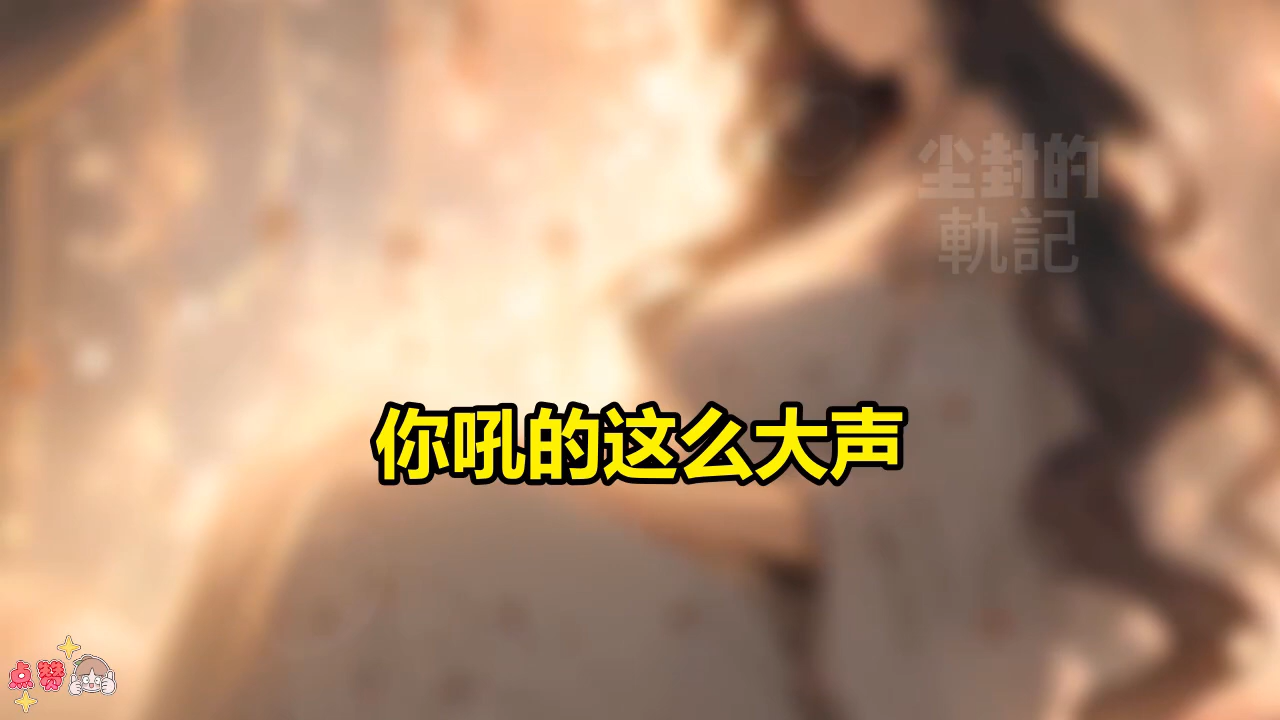 尘封的
軌記
你吼的这么大声
点赞